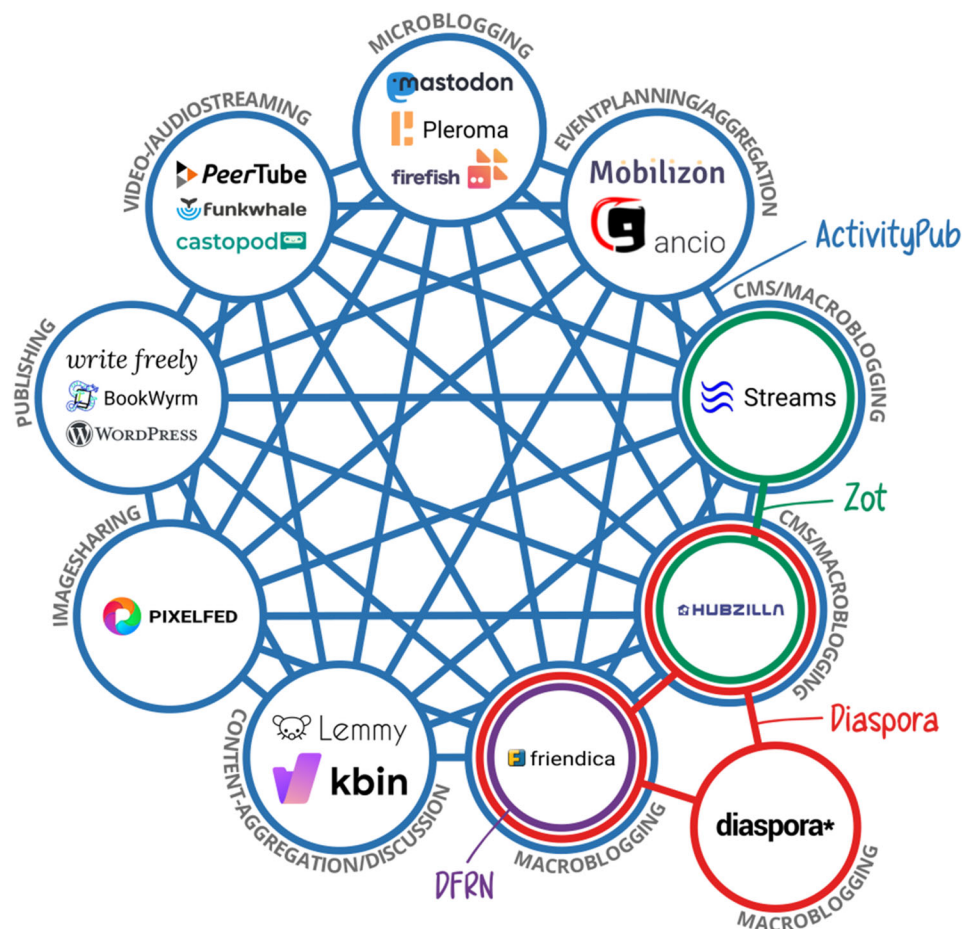 MICROBLOGGING
mastodon
Pleroma
firefish
EVENTPLANNING/AGGREGATION
Mobilizon
gancio
ActivityPub
CMS/MACROBLOGGING
Streams
Zot
CMS/MACROBLOGGING
HUBZILLA
Diaspora
diaspora*
MACROBLOGGING
friendica
MACROBLOGGING
DFRN
Lemmy
kbin
CONTENT-AGGREGATION/DISCUSSION
PIXELFED
IMAGESHARING
write freely
BookWyrm
WORDPRESS
PUBLISHING
VIDEO-/AUDIOSTREAMING
PeerTube
funkwhale
castopod